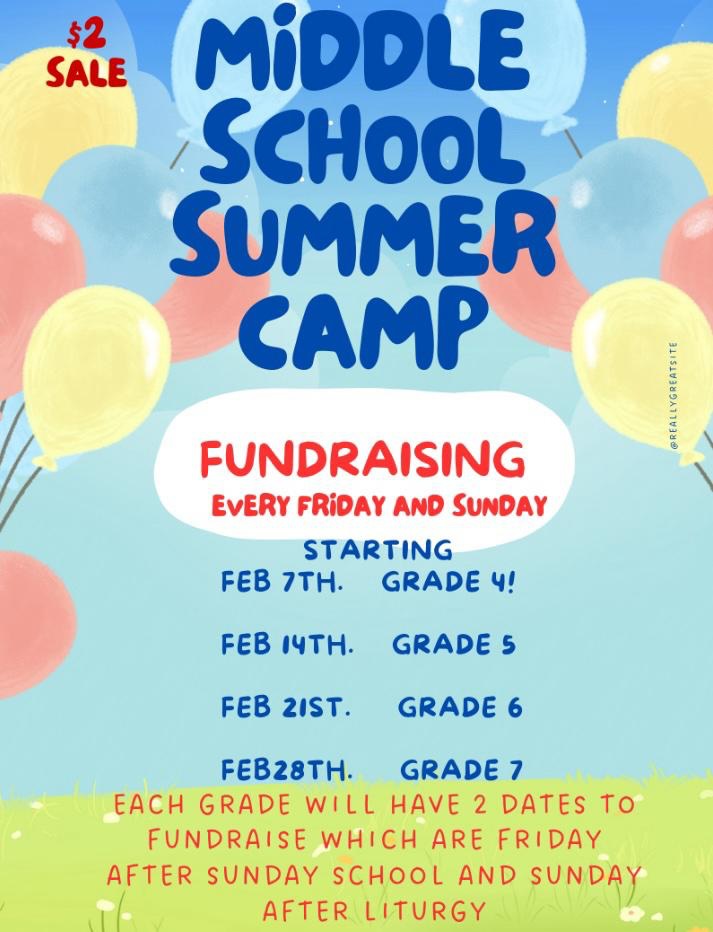 $2
SALE
MiDDLE
SCHOOL
SUMMER
CAMP
@REALLYGREATSITE
FUNDRAISING
EVERY FRiDAY AND SUNDAY
STARTING
FEB 7TH. GRADE 4!
FEB 14TH. GRADE 5
FEB 21ST. GRADE 6
FEB28TH. GRADE 7
EACH GRADE WILL HAVE 2 DATES TO
FUNDRAISE WHICH ARE FRIDAY
AFTER SUNDAY SCHOOL AND SUNDAY
AFTER LITURGY